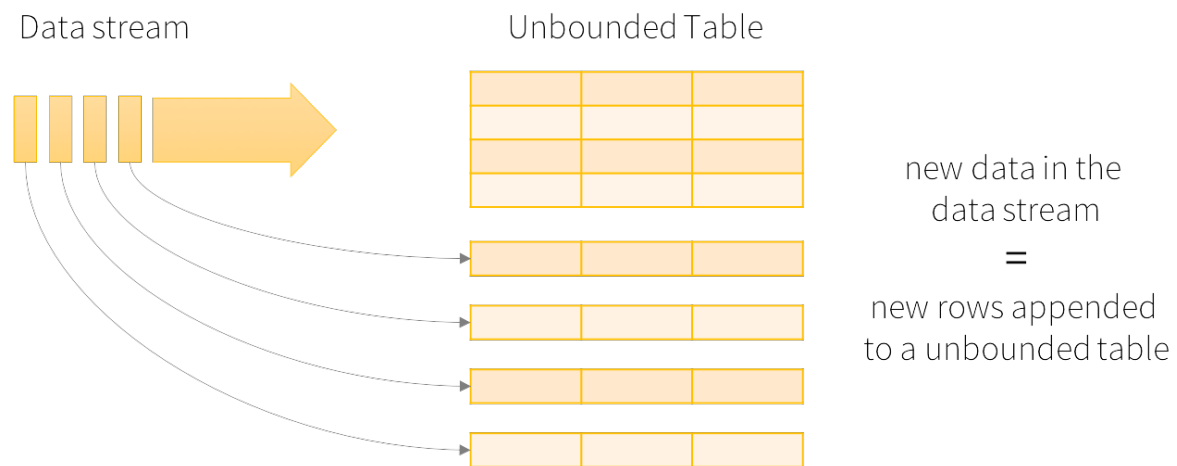 Data stream
Unbounded Table
new data in the
data stream
=
new rows appended
to a unbounded table